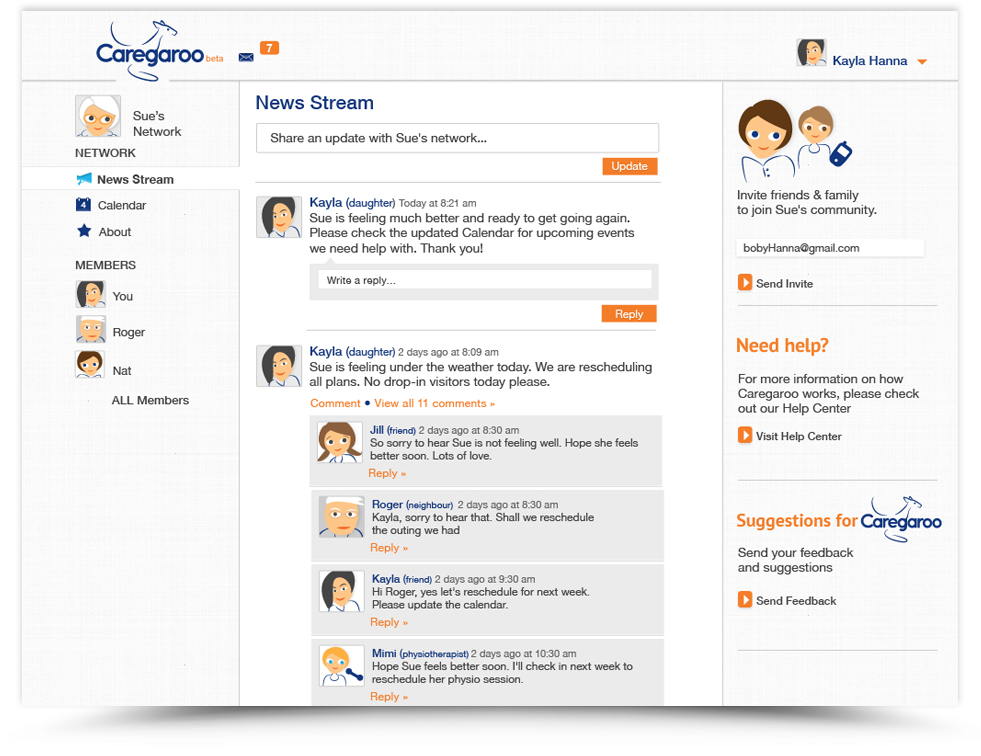 Caregaroo beta
7
Kayla Hanna
Sue's
Network
NETWORK
News Stream
4
Calendar
About
MEMBERS
You
Roger
Nat
ALL Members
News Stream
Share an update with Sue's network...
Update
Kayla (daughter) Today at 8:21 am
Sue is feeling much better and ready to get going again.
Please check the updated Calendar for upcoming events
we need help with. Thank you!
Write a reply...
Reply
Kayla (daughter) 2 days ago at 8:09 am
Sue is feeling under the weather today. We are rescheduling
all plans. No drop-in visitors today please.
Comment • View all 11 comments »
Jill (friend) 2 days ago at 8:30 am
So sorry to hear Sue is not feeling well. Hope she feels
better soon. Lots of love.
Reply »
Roger (neighbour) 2 days ago at 8:30 am
Kayla, sorry to hear that. Shall we reschedule
the outing we had
Reply »
Kayla (friend) 2 days ago at 9:30 am
Hi Roger, yes let's reschedule for next week.
Please update the calendar.
Reply »
Mimi (physiotherapist) 2 days ago at 10:30 am
Hope Sue feels better soon. I'll check in next week to
reschedule her physio session.
Reply »
Invite friends & family
to join Sue's community.
bobyHanna@gmail.com
Send Invite
Need help?
For more information on how
Caregaroo works, please check
out our Help Center
Visit Help Center
Suggestions for Caregaroo
Send your feedback
and suggestions
Send Feedback